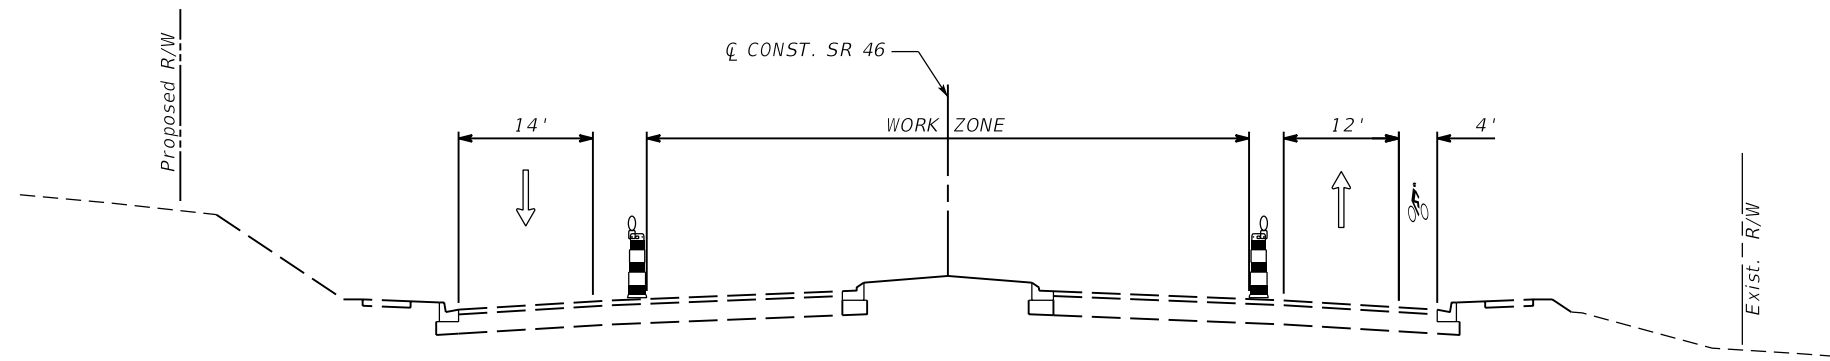 Proposed R/W
℄ CONST. SR 46
14'
WORK ZONE
12'
4'
Exist. R/W